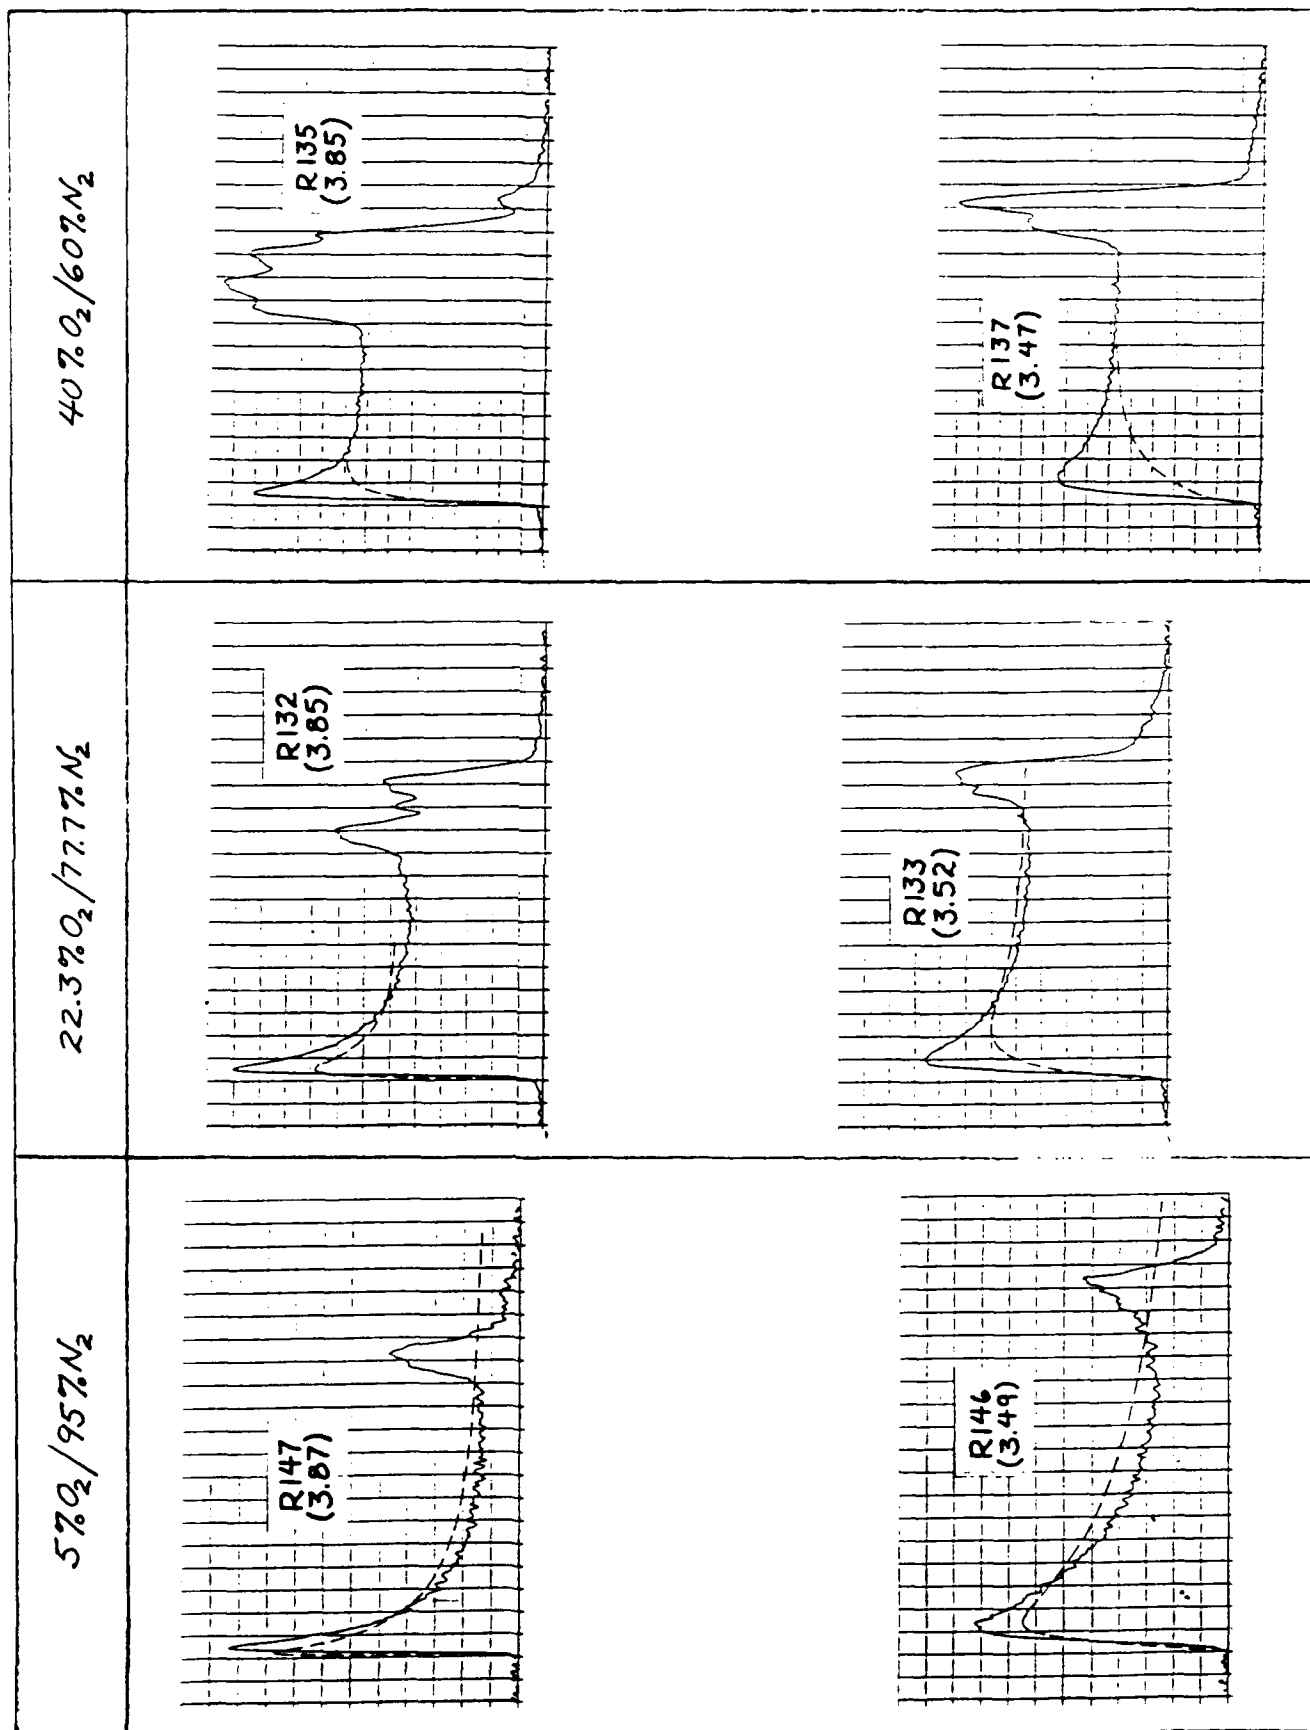 5%O₂/95%N₂
22.3%O₂/77.7%N₂
40%O₂/60%N₂
R147
(3.87)
R132
(3.85)
R135
(3.85)
R146
(3.49)
R133
(3.52)
R137
(3.47)